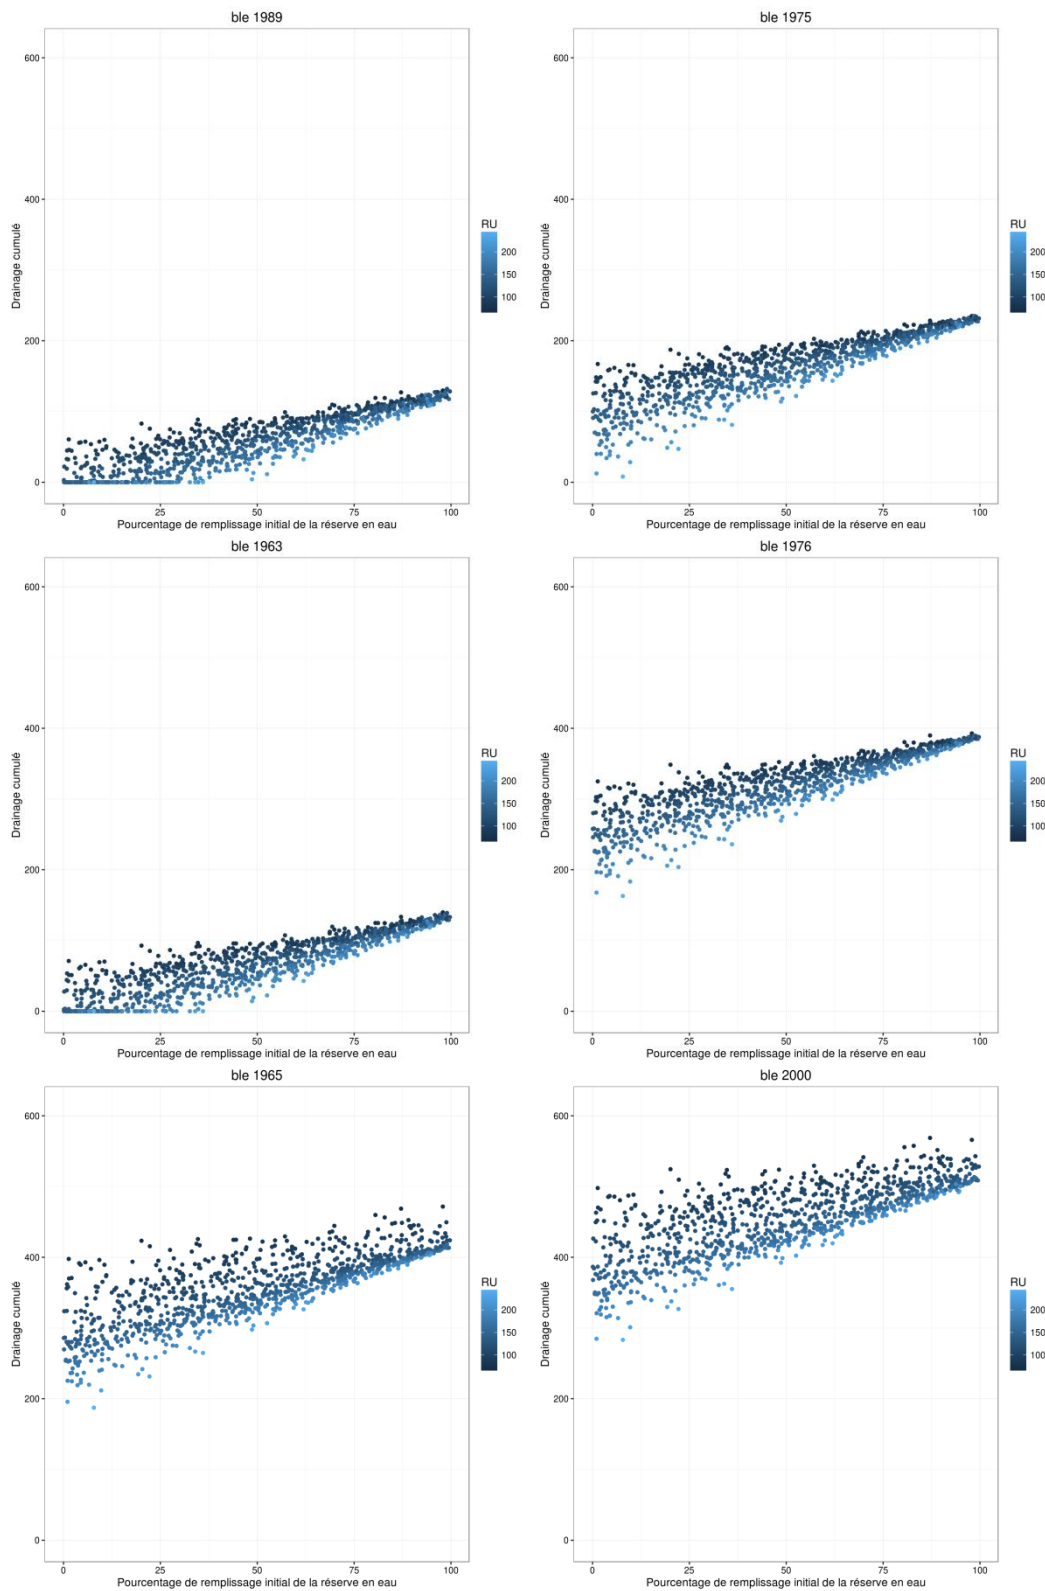 ble 1989
600
400
200
0
Drainage cumulé
0 25 50 75 100
Pourcentage de remplissage initial de la réserve en eau
RU
200
150
100
ble 1975
600
400
200
0
Drainage cumulé
0 25 50 75 100
Pourcentage de remplissage initial de la réserve en eau
RU
200
150
100
ble 1963
600
400
200
0
Drainage cumulé
0 25 50 75 100
Pourcentage de remplissage initial de la réserve en eau
RU
200
150
100
ble 1976
600
400
200
0
Drainage cumulé
0 25 50 75 100
Pourcentage de remplissage initial de la réserve en eau
RU
200
150
100
ble 1965
600
400
200
0
Drainage cumulé
0 25 50 75 100
Pourcentage de remplissage initial de la réserve en eau
RU
200
150
100
ble 2000
600
400
200
0
Drainage cumulé
0 25 50 75 100
Pourcentage de remplissage initial de la réserve en eau
RU
200
150
100